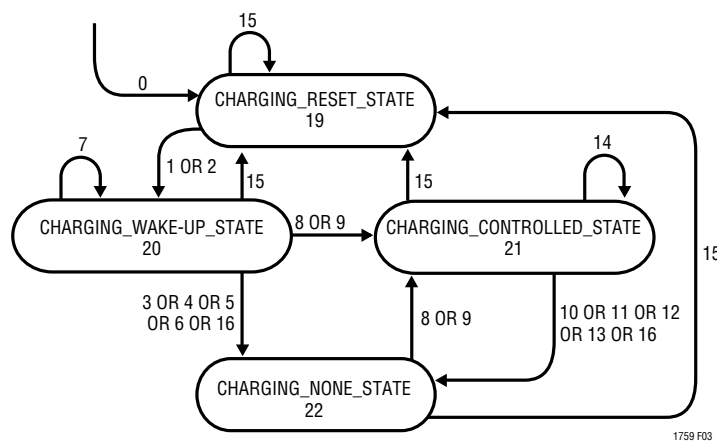 15
0
CHARGING_RESET_STATE
19
7
1 OR 2
15
15
14
CHARGING_WAKE-UP_STATE
20
8 OR 9
CHARGING_CONTROLLED_STATE
21
15
3 OR 4 OR 5
OR 6 OR 16
8 OR 9
10 OR 11 OR 12
OR 13 OR 16
CHARGING_NONE_STATE
22
1759 F03